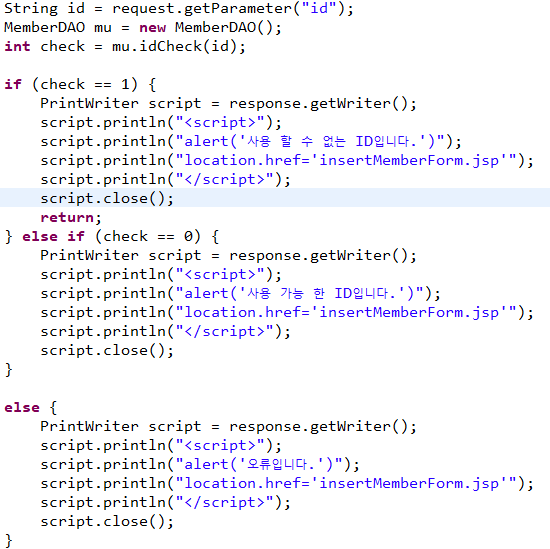 String id = request.getParameter("id");
MemberDAO mu = new MemberDAO();
int check = mu.idCheck(id);

if (check == 1) {
    PrintWriter script = response.getWriter();
    script.println("<script>");
    script.println("alert('사용 할 수 없는 ID입니다.')");
    script.println("location.href='insertMemberForm.jsp'");
    script.println("</script>");
    script.close();
    return;
} else if (check == 0) {
    PrintWriter script = response.getWriter();
    script.println("<script>");
    script.println("alert('사용 가능 한 ID입니다.')");
    script.println("location.href='insertMemberForm.jsp'");
    script.println("</script>");
    script.close();
}

else {
    PrintWriter script = response.getWriter();
    script.println("<script>");
    script.println("alert('오류입니다.')");
    script.println("location.href='insertMemberForm.jsp'");
    script.println("</script>");
    script.close();
}